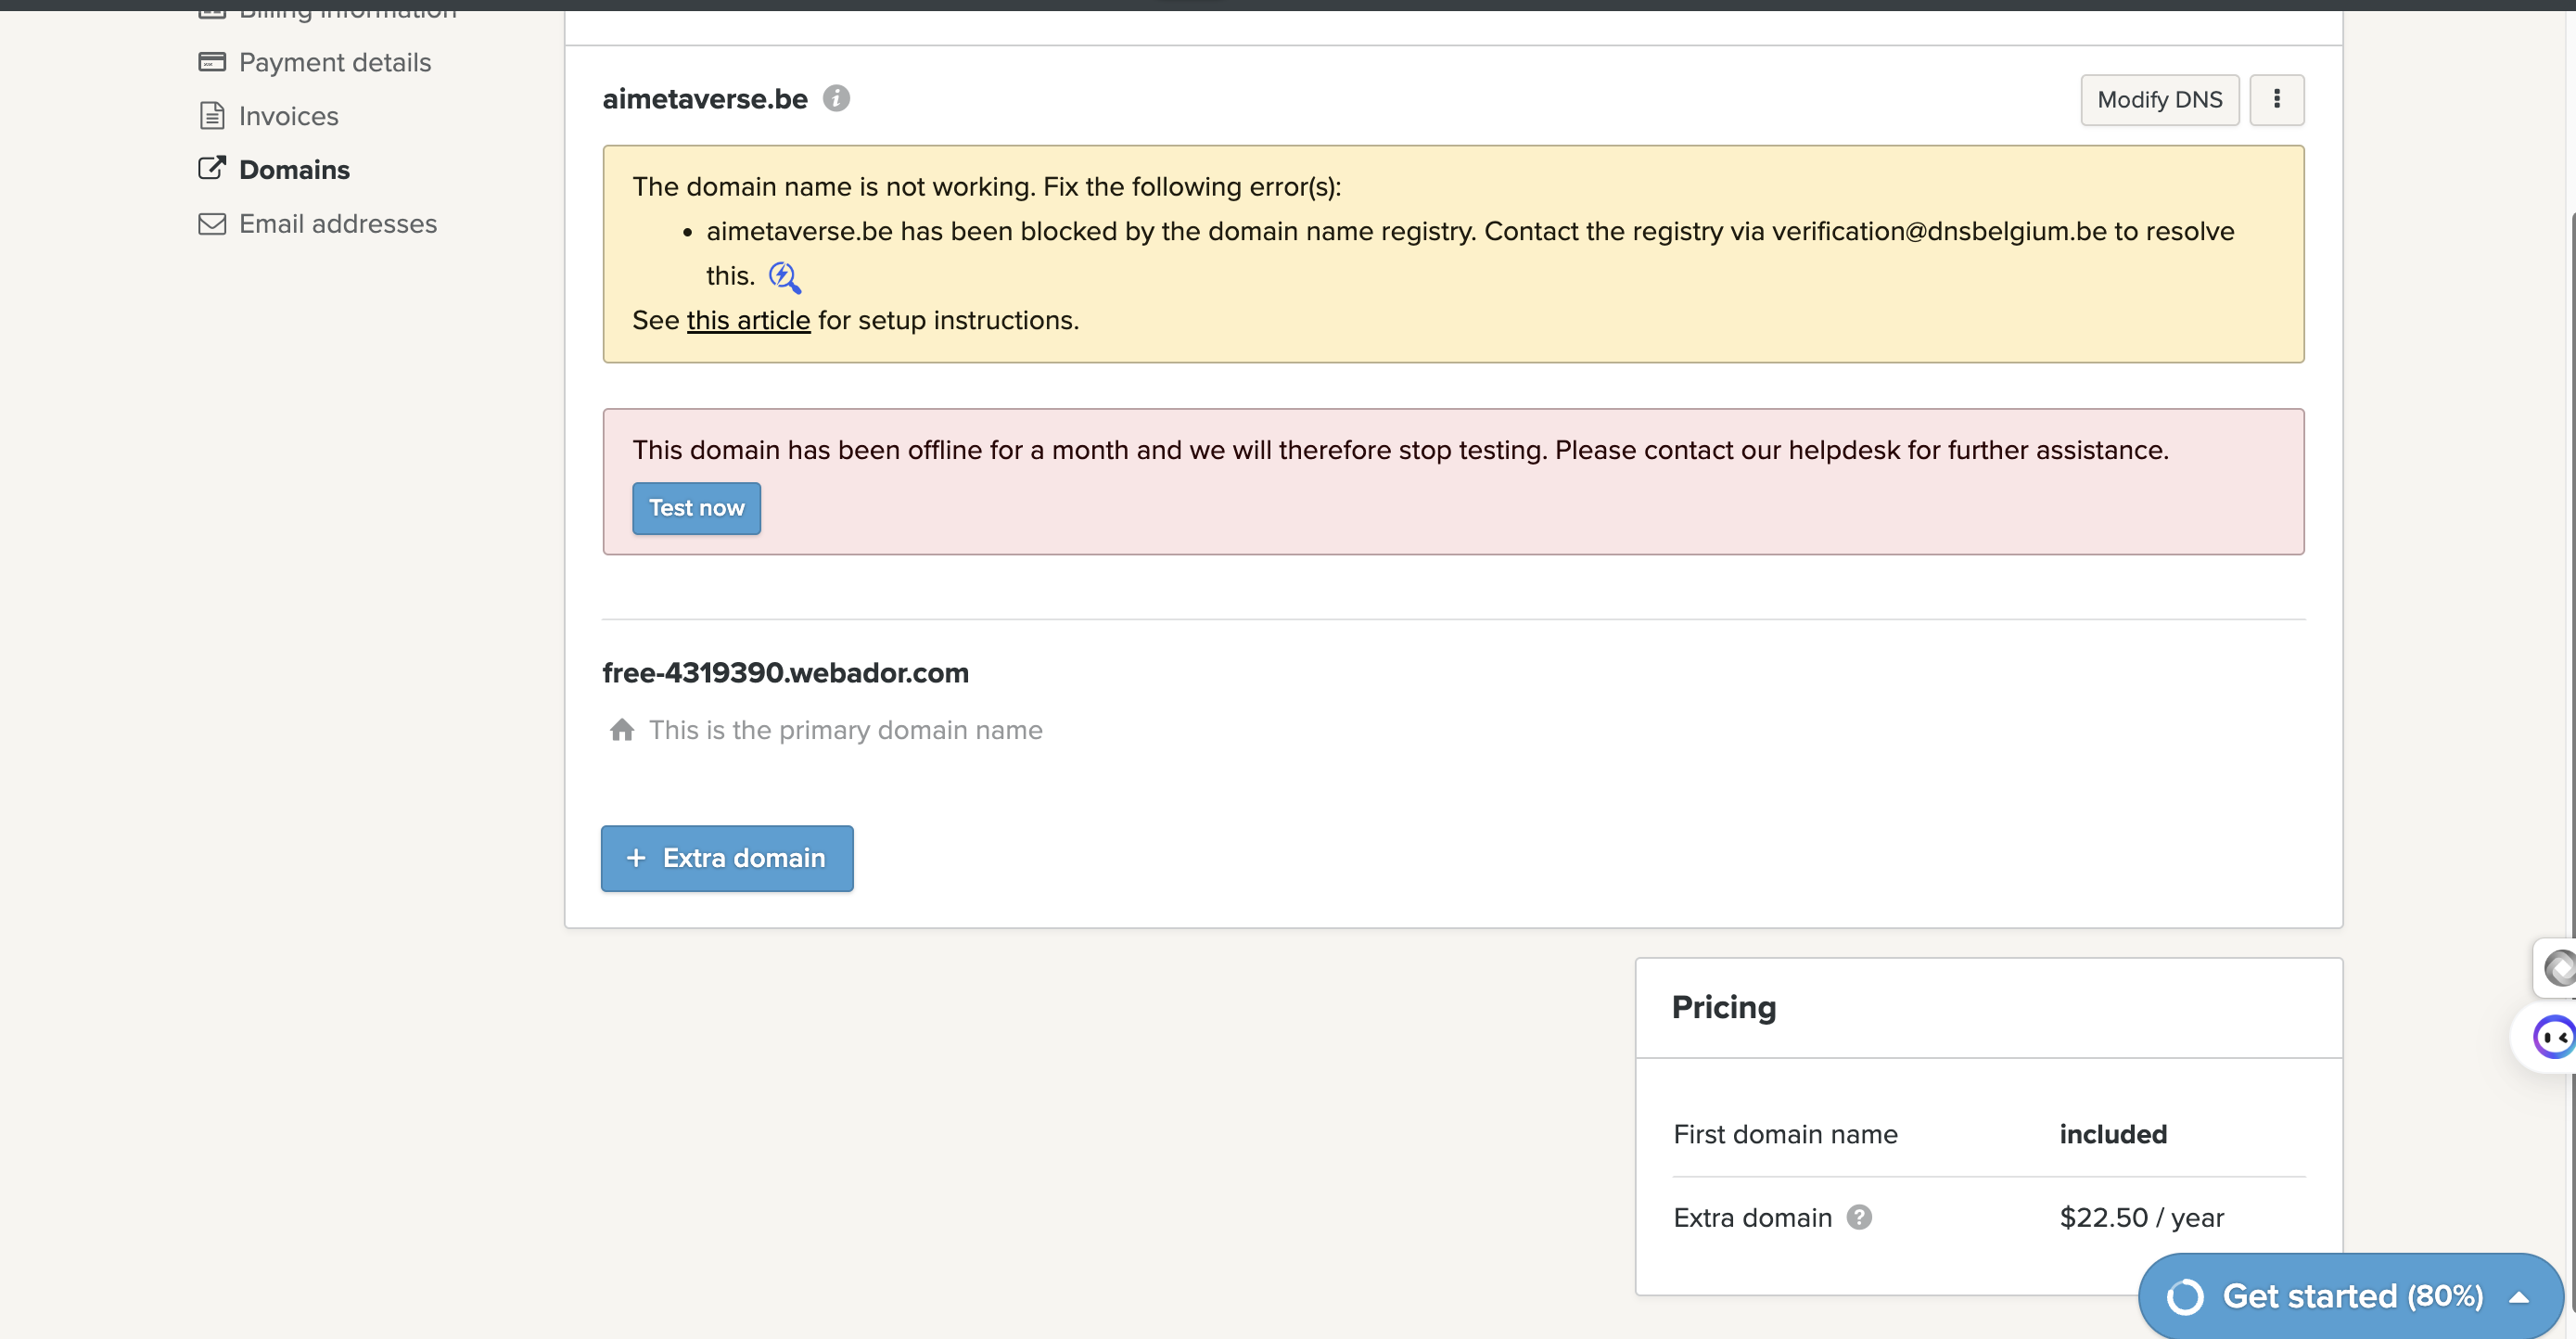 Billing information
Payment details
Invoices
Domains
Email addresses
aimetaverse.be
Modify DNS
The domain name is not working. Fix the following error(s):
• aimetaverse.be has been blocked by the domain name registry. Contact the registry via verification@dnsbelgium.be to resolve
this.
See this article for setup instructions.
This domain has been offline for a month and we will therefore stop testing. Please contact our helpdesk for further assistance.
Test now
free-4319390.webador.com
This is the primary domain name
+ Extra domain
Pricing
First domain name included
Extra domain ? $22.50 / year
Get started (80%)